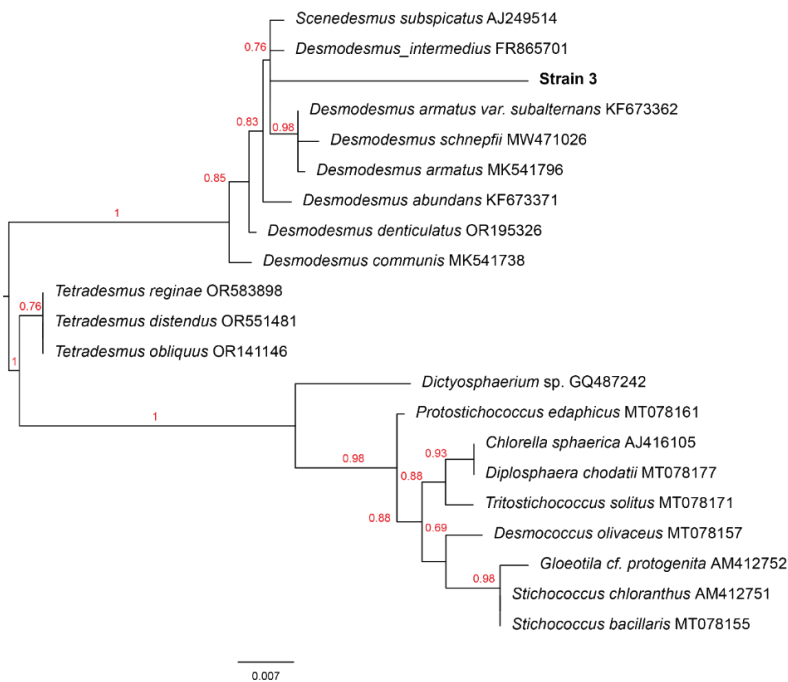 Scenedesmus subspicatus AJ249514
0.76
Desmodesmus_intermedius FR865701
Strain 3
Desmodesmus armatus var. subalternans KF673362
0.83
0.98
Desmodesmus schnepfii MW471026
Desmodesmus armatus MK541796
0.85
Desmodesmus abundans KF673371
1
Desmodesmus denticulatus OR195326
Desmodesmus communis MK541738
Tetradesmus reginae OR583898
0.76
Tetradesmus distendus OR551481
Tetradesmus obliquus OR141146
1
Dictyosphaerium sp. GQ487242
1
Protostichococcus edaphicus MT078161
Chlorella sphaerica AJ416105
0.93
0.98
Diplosphaera chodatii MT078177
0.88
Tritostichococcus solitus MT078171
0.88
0.69
Desmococcus olivaceus MT078157
Gloeotila cf. protogenita AM412752
0.98
Stichococcus chloranthus AM412751
Stichococcus bacillaris MT078155
0.007